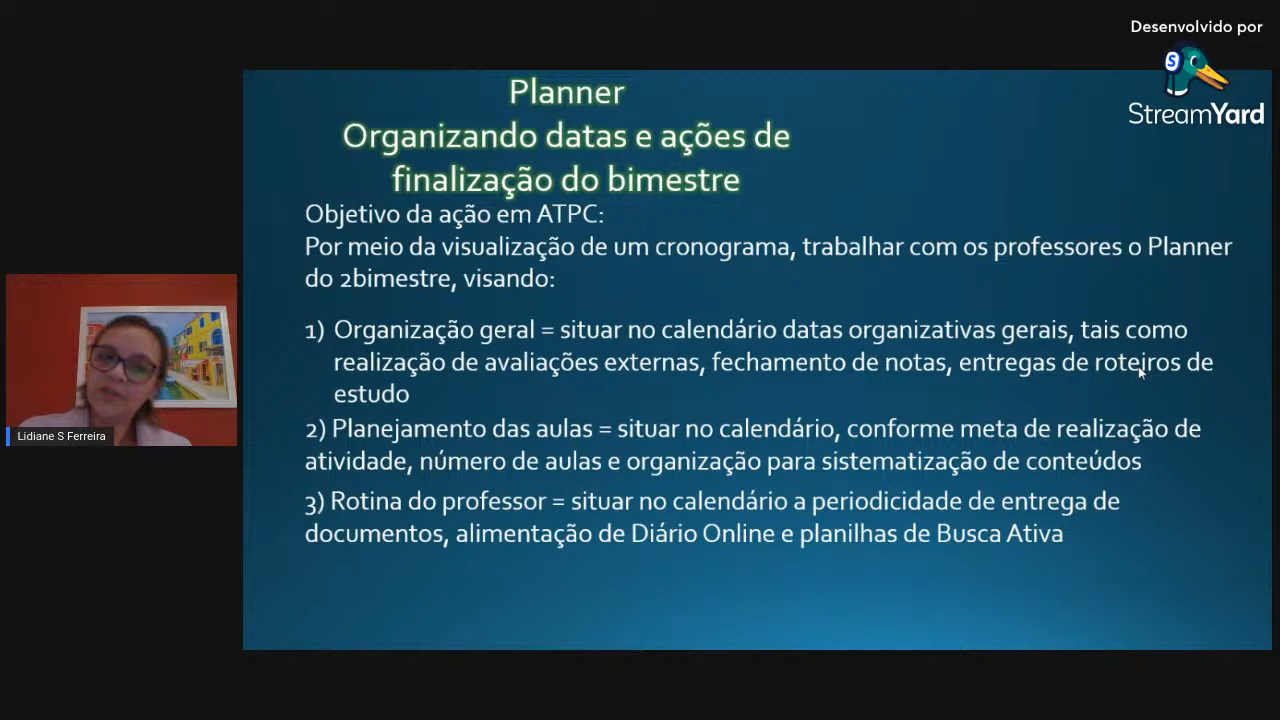 Desenvolvido por
StreamYard
Planner
Organizando datas e ações de
finalização do bimestre
Objetivo da ação em ATPC:
Por meio da visualização de um cronograma, trabalhar com os professores o Planner
do 2bimestre, visando:
1) Organização geral = situar no calendário datas organizativas gerais, tais como
realização de avaliações externas, fechamento de notas, entregas de roteiros de
estudo
2) Planejamento das aulas = situar no calendário, conforme meta de realização de
atividade, número de aulas e organização para sistematização de conteúdos
3) Rotina do professor = situar no calendário a periodicidade de entrega de
documentos, alimentação de Diário Online e planilhas de Busca Ativa
Lidiane S Ferreira